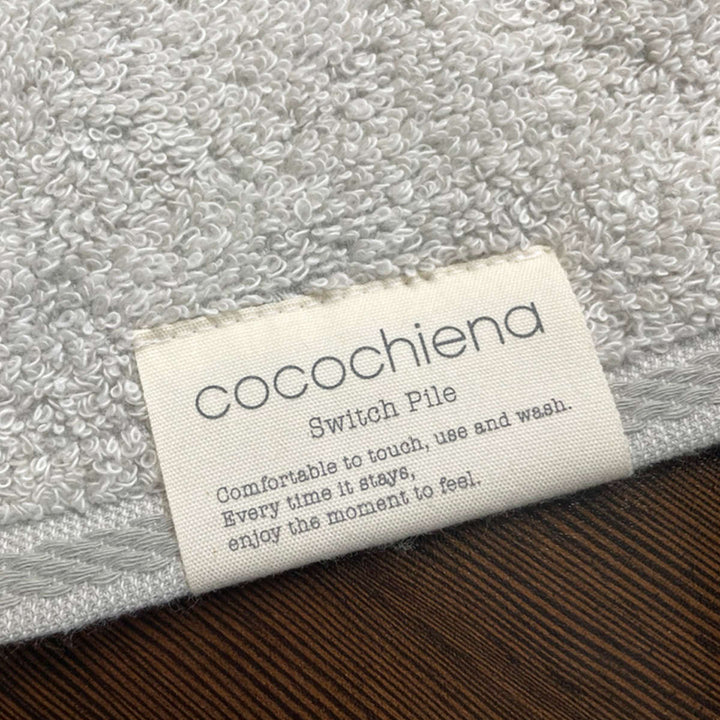 cocochiena
Switch Pile
Comfortable to touch, use and wash.
Every time it stays,
enjoy the moment to feel.